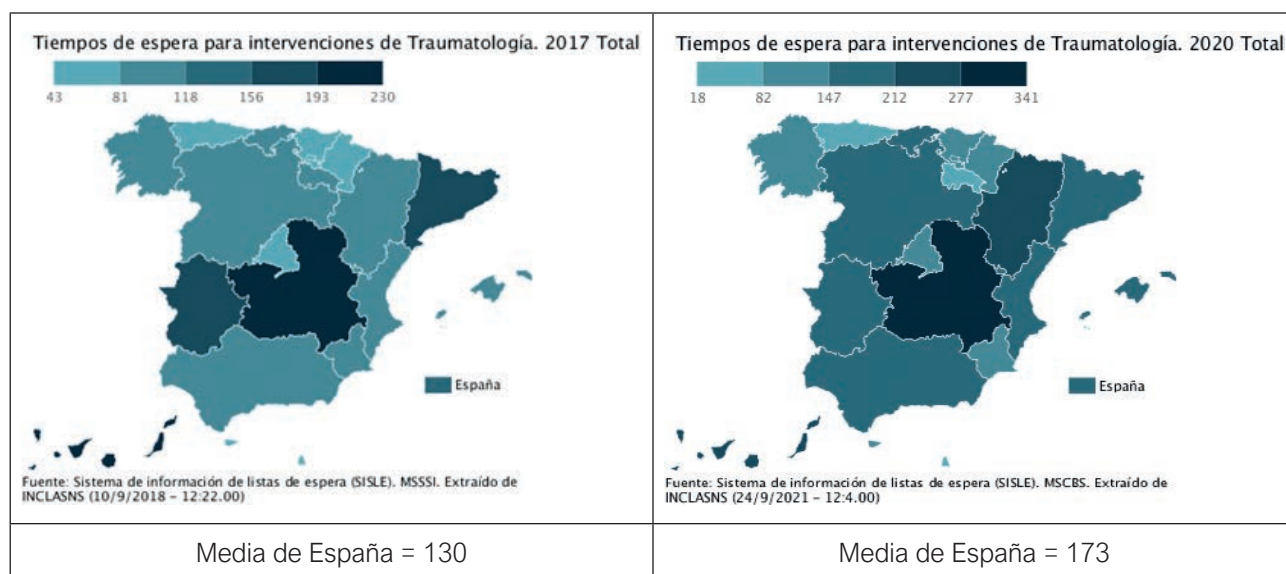 Tiempos de espera para intervenciones de Traumatología. 2017 Total
43 81 118 156 193 230
España
Fuente: Sistema de información de listas de espera (SISLE). MSSSI. Extraído de
INCLASNS (10/9/2018 - 12:22.00)
Media de España = 130
Tiempos de espera para intervenciones de Traumatología. 2020 Total
18 82 147 212 277 341
España
Fuente: Sistema de información de listas de espera (SISLE). MSCBS. Extraído de
INCLASNS (24/9/2021 - 12:4.00)
Media de España = 173